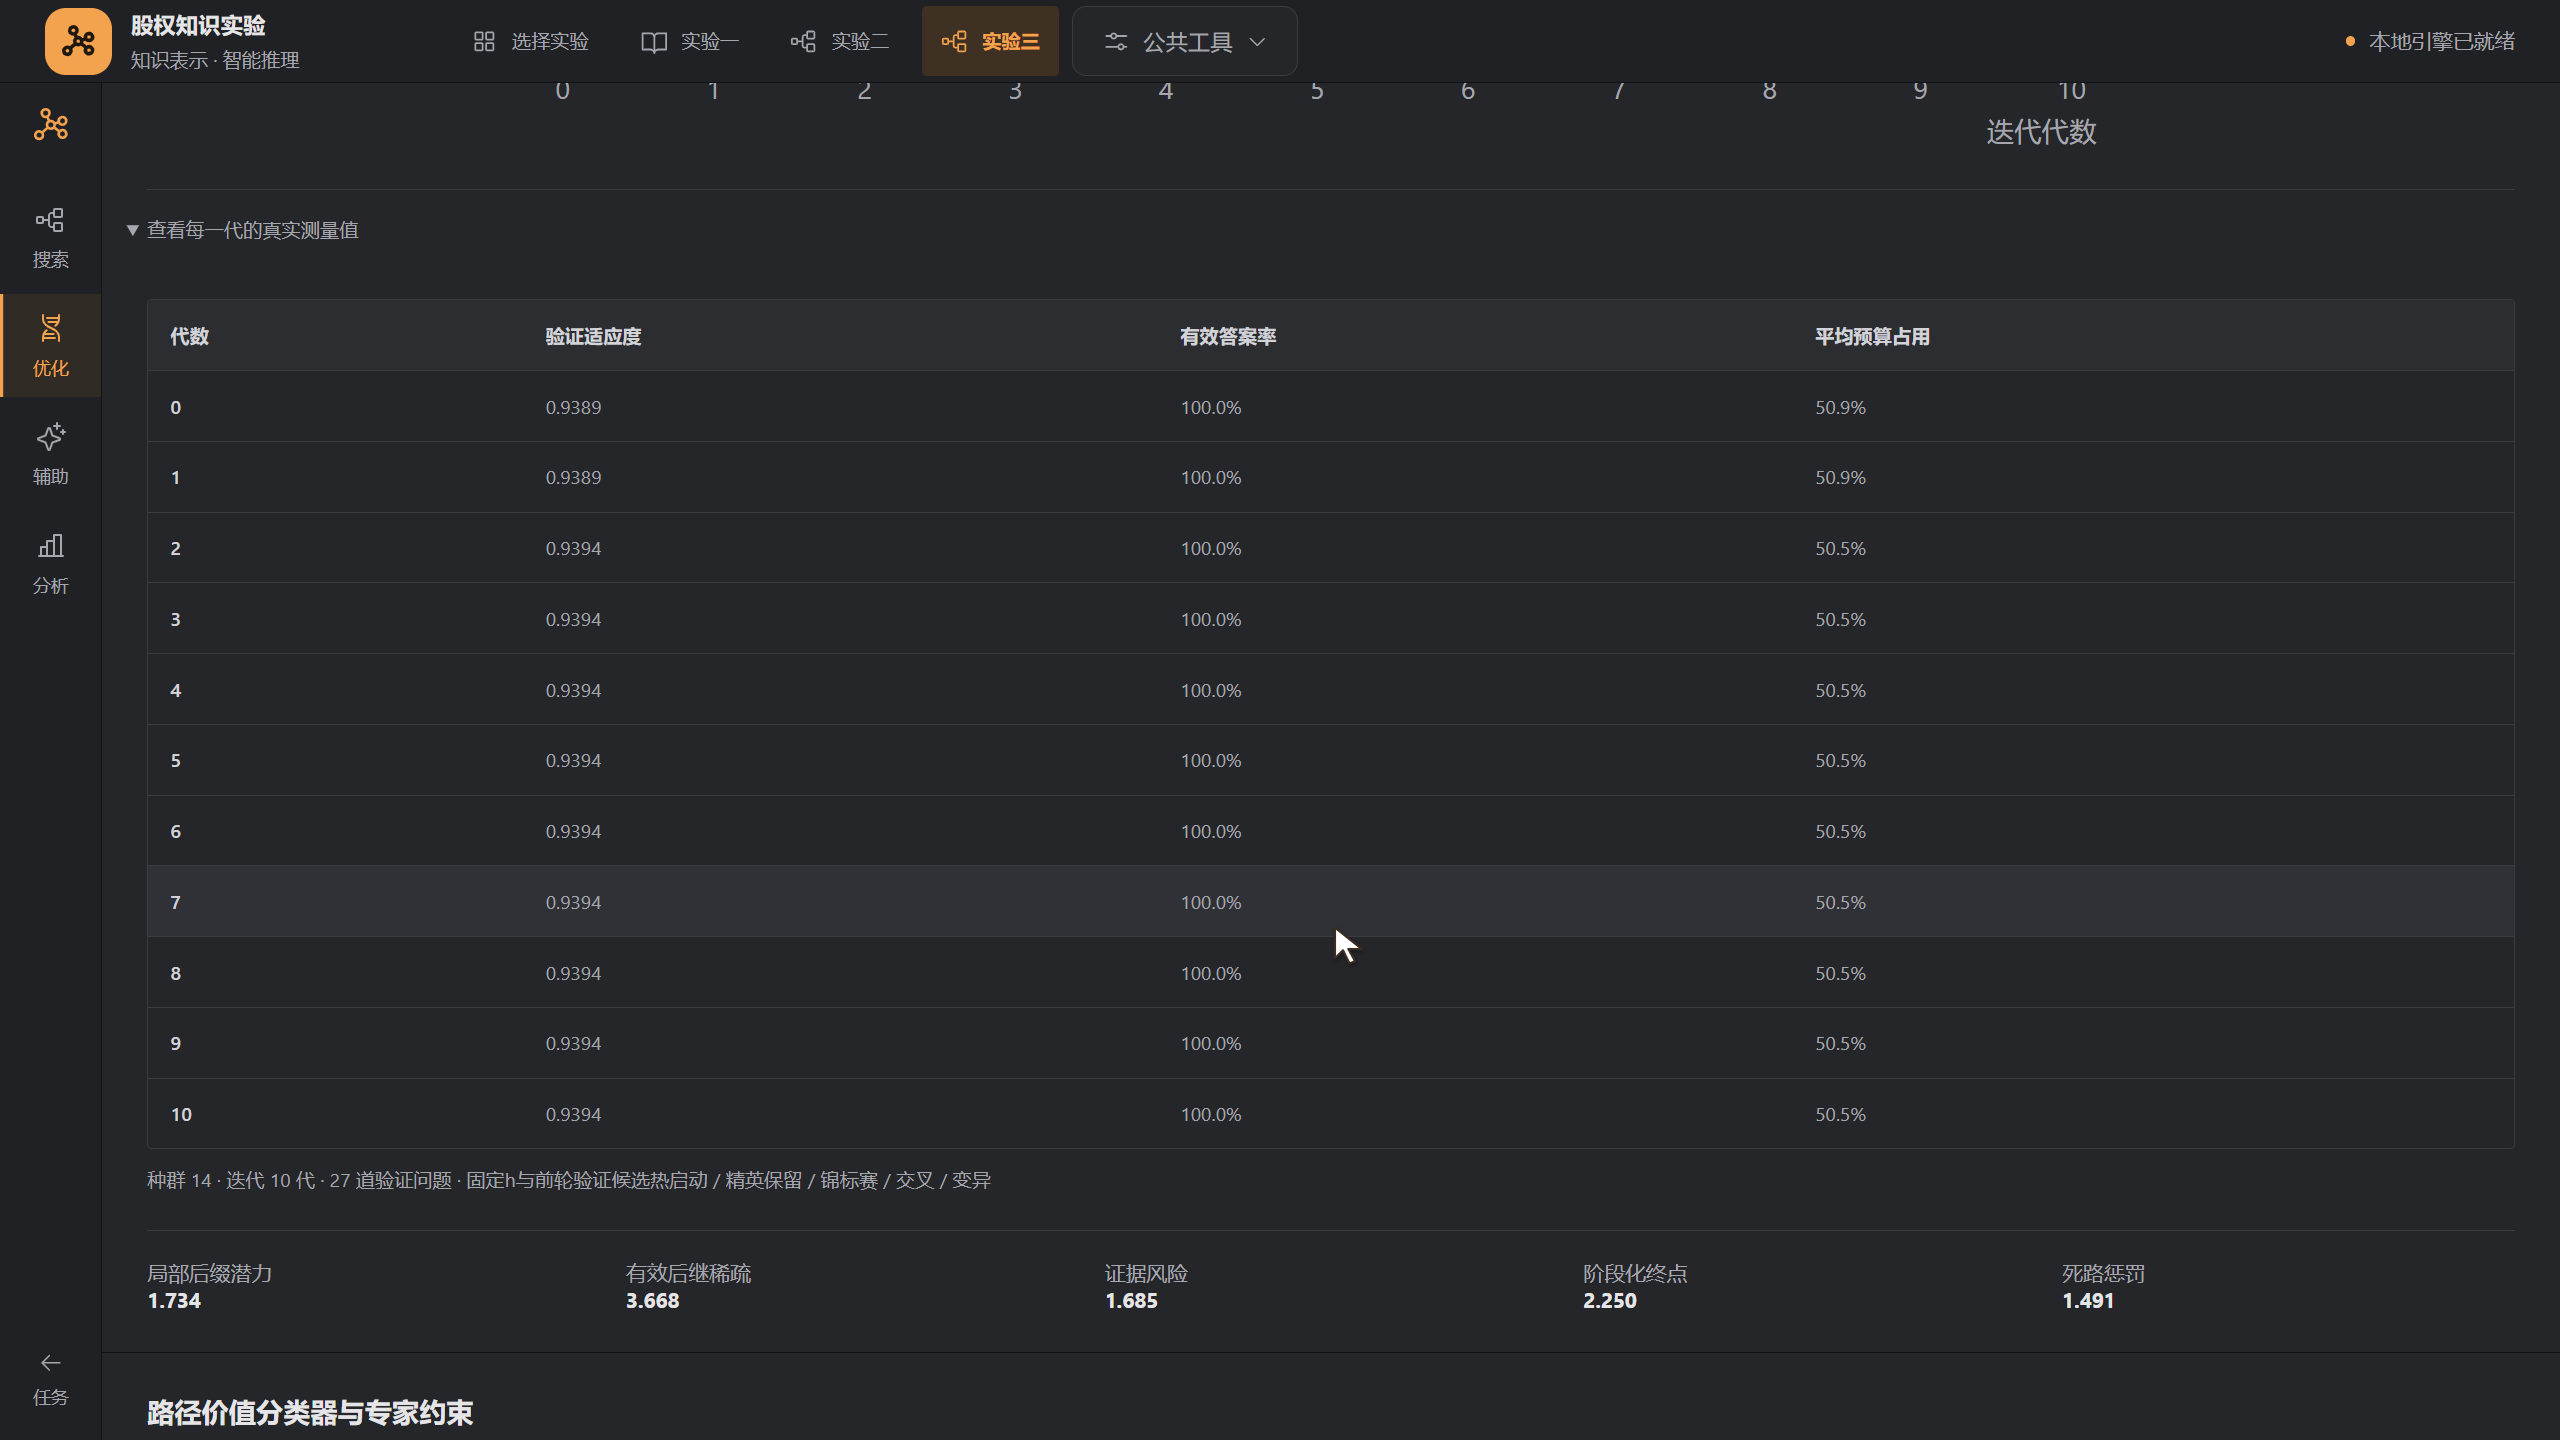 股权知识实验
知识表示 · 智能推理
选择实验
实验一
实验二
实验三
公共工具
本地引擎已就绪
搜索
优化
辅助
分析
任务
0 1 2 3 4 5 6 7 8 9 10
迭代代数
▼ 查看每一代的真实测量值
代数 验证适应度 有效答案率 平均预算占用
0 0.9389 100.0% 50.9%
1 0.9389 100.0% 50.9%
2 0.9394 100.0% 50.5%
3 0.9394 100.0% 50.5%
4 0.9394 100.0% 50.5%
5 0.9394 100.0% 50.5%
6 0.9394 100.0% 50.5%
7 0.9394 100.0% 50.5%
8 0.9394 100.0% 50.5%
9 0.9394 100.0% 50.5%
10 0.9394 100.0% 50.5%
种群 14 · 迭代 10 代 · 27 道验证问题 · 固定h与前轮验证候选热启动 / 精英保留 / 锦标赛 / 交叉 / 变异
局部后缀潜力 有效后继稀疏 证据风险 阶段化终点 死路惩罚
1.734 3.668 1.685 2.250 1.491
路径价值分类器与专家约束